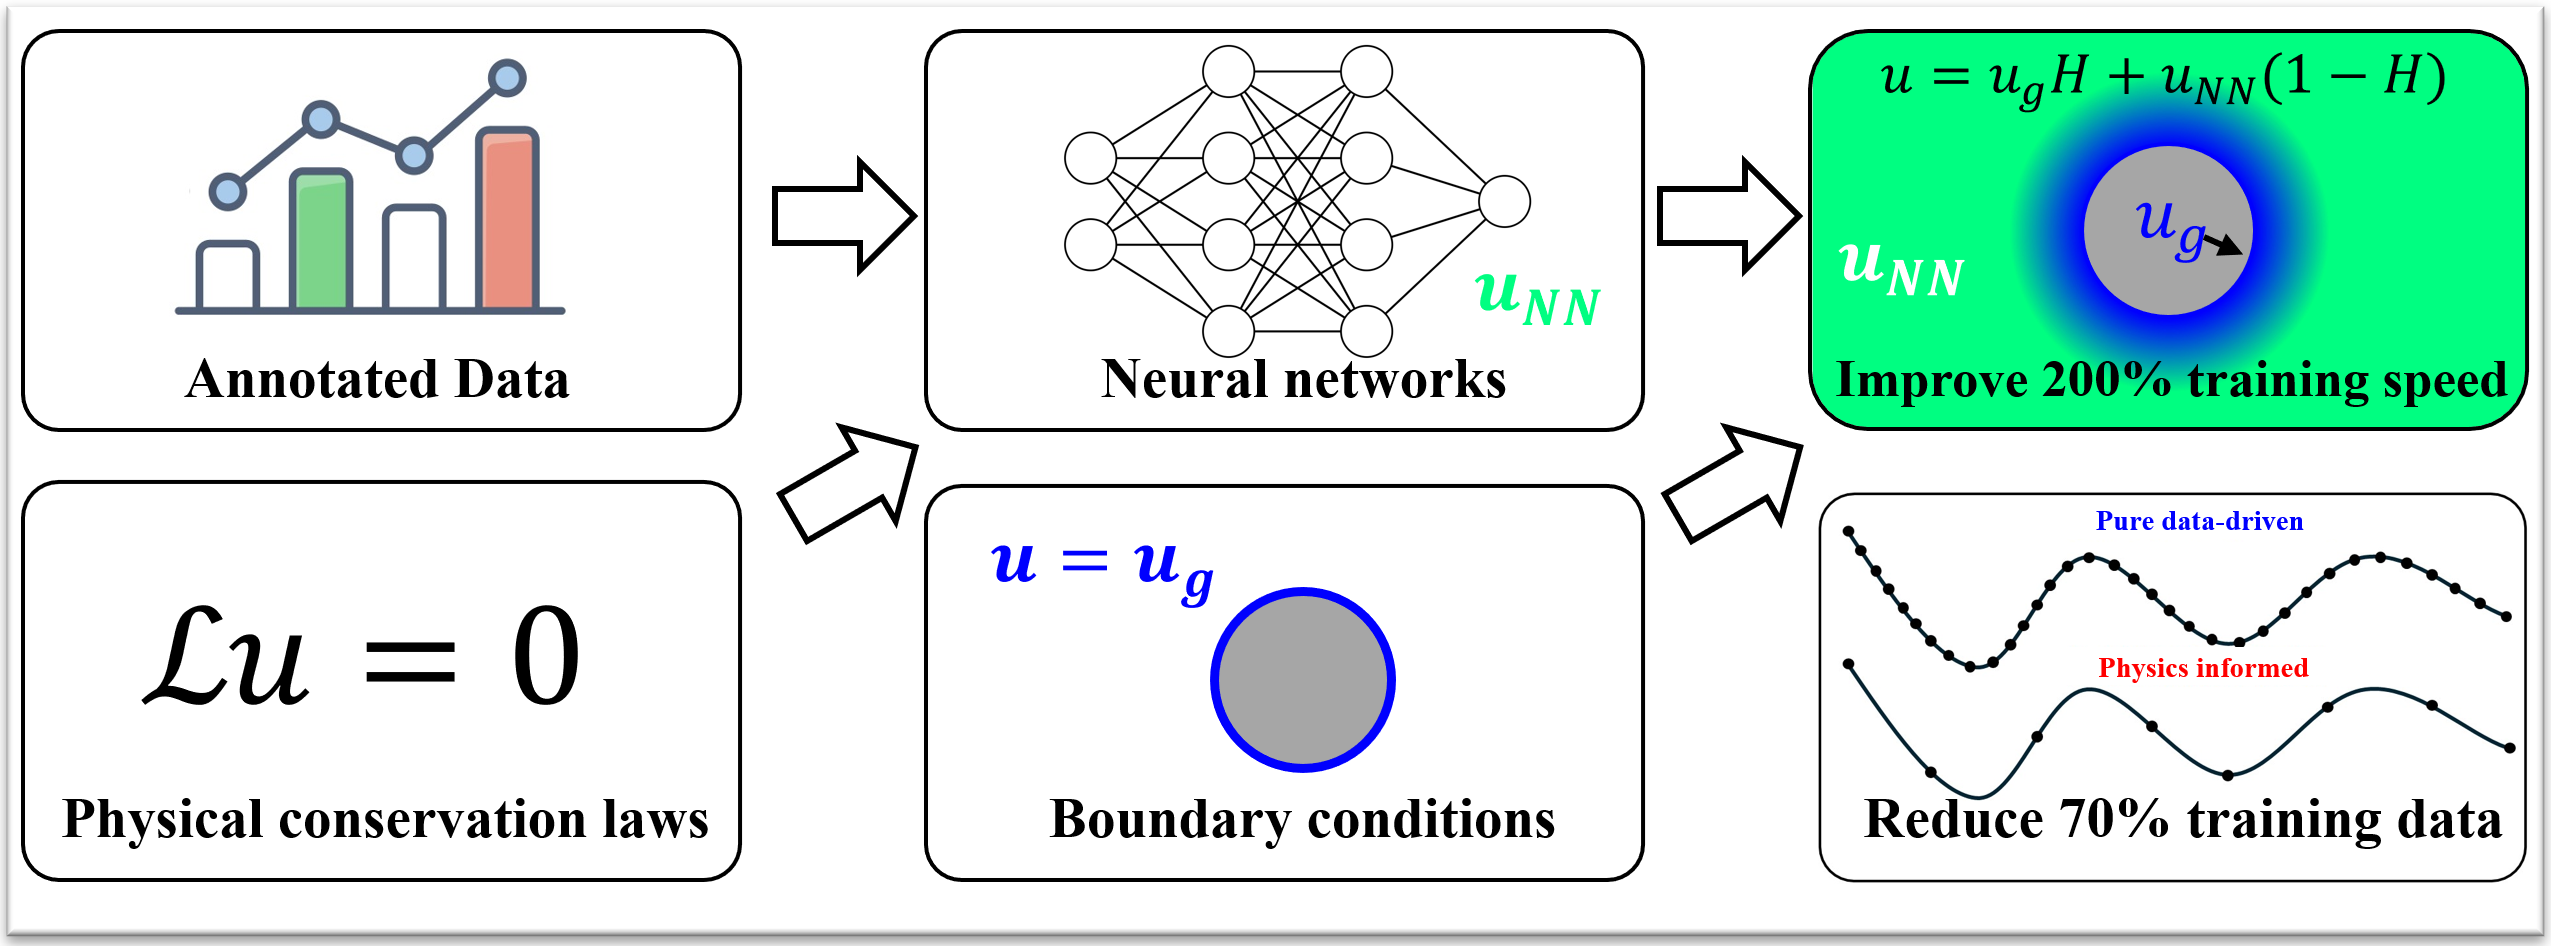 Annotated Data
u_{NN}
Neural networks
u = u_g H + u_{NN}(1 − H)
u_g
u_{NN}
Improve 200% training speed
ℒu = 0
Physical conservation laws
u = u_g
Boundary conditions
Pure data-driven
Physics informed
Reduce 70% training data